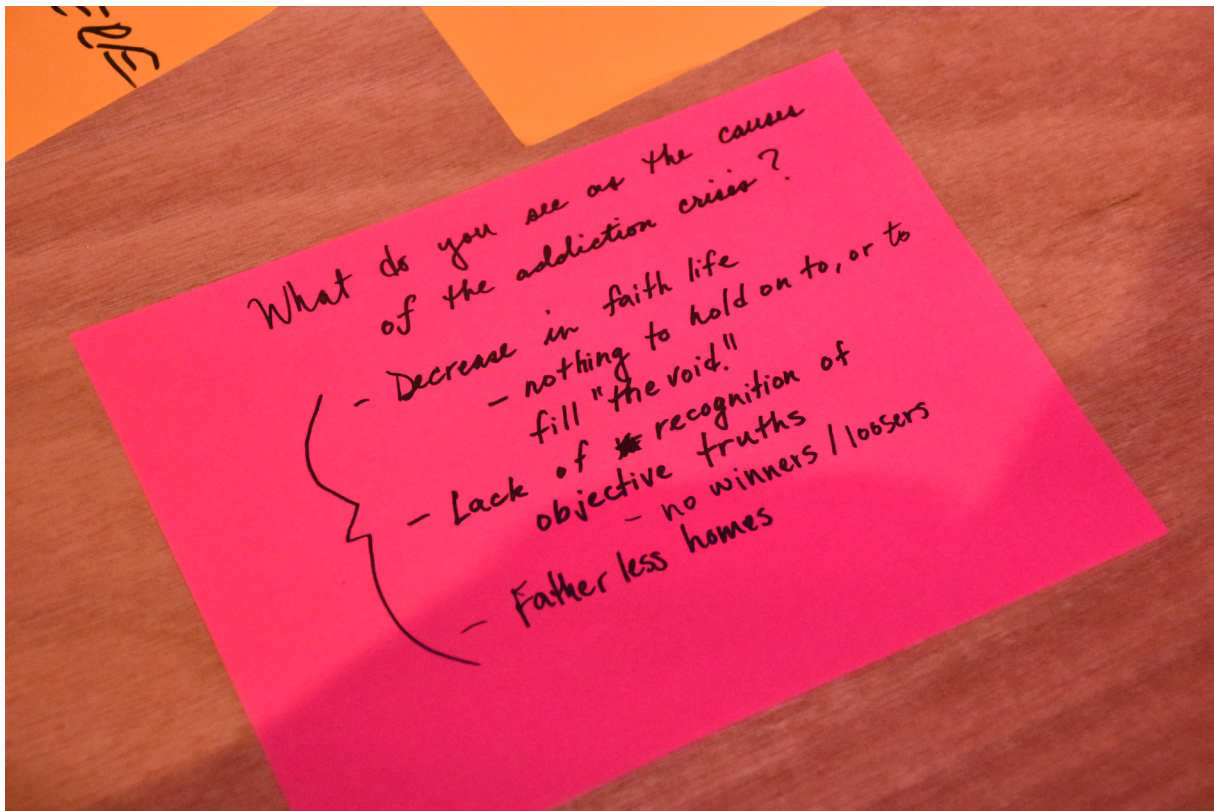 What do you see as the causes
of the addiction crisis?
- Decrease in faith life
- nothing to hold on to, or to
fill "the void."
- Lack of recognition of
objective truths
- no winners / loosers
- Father less homes